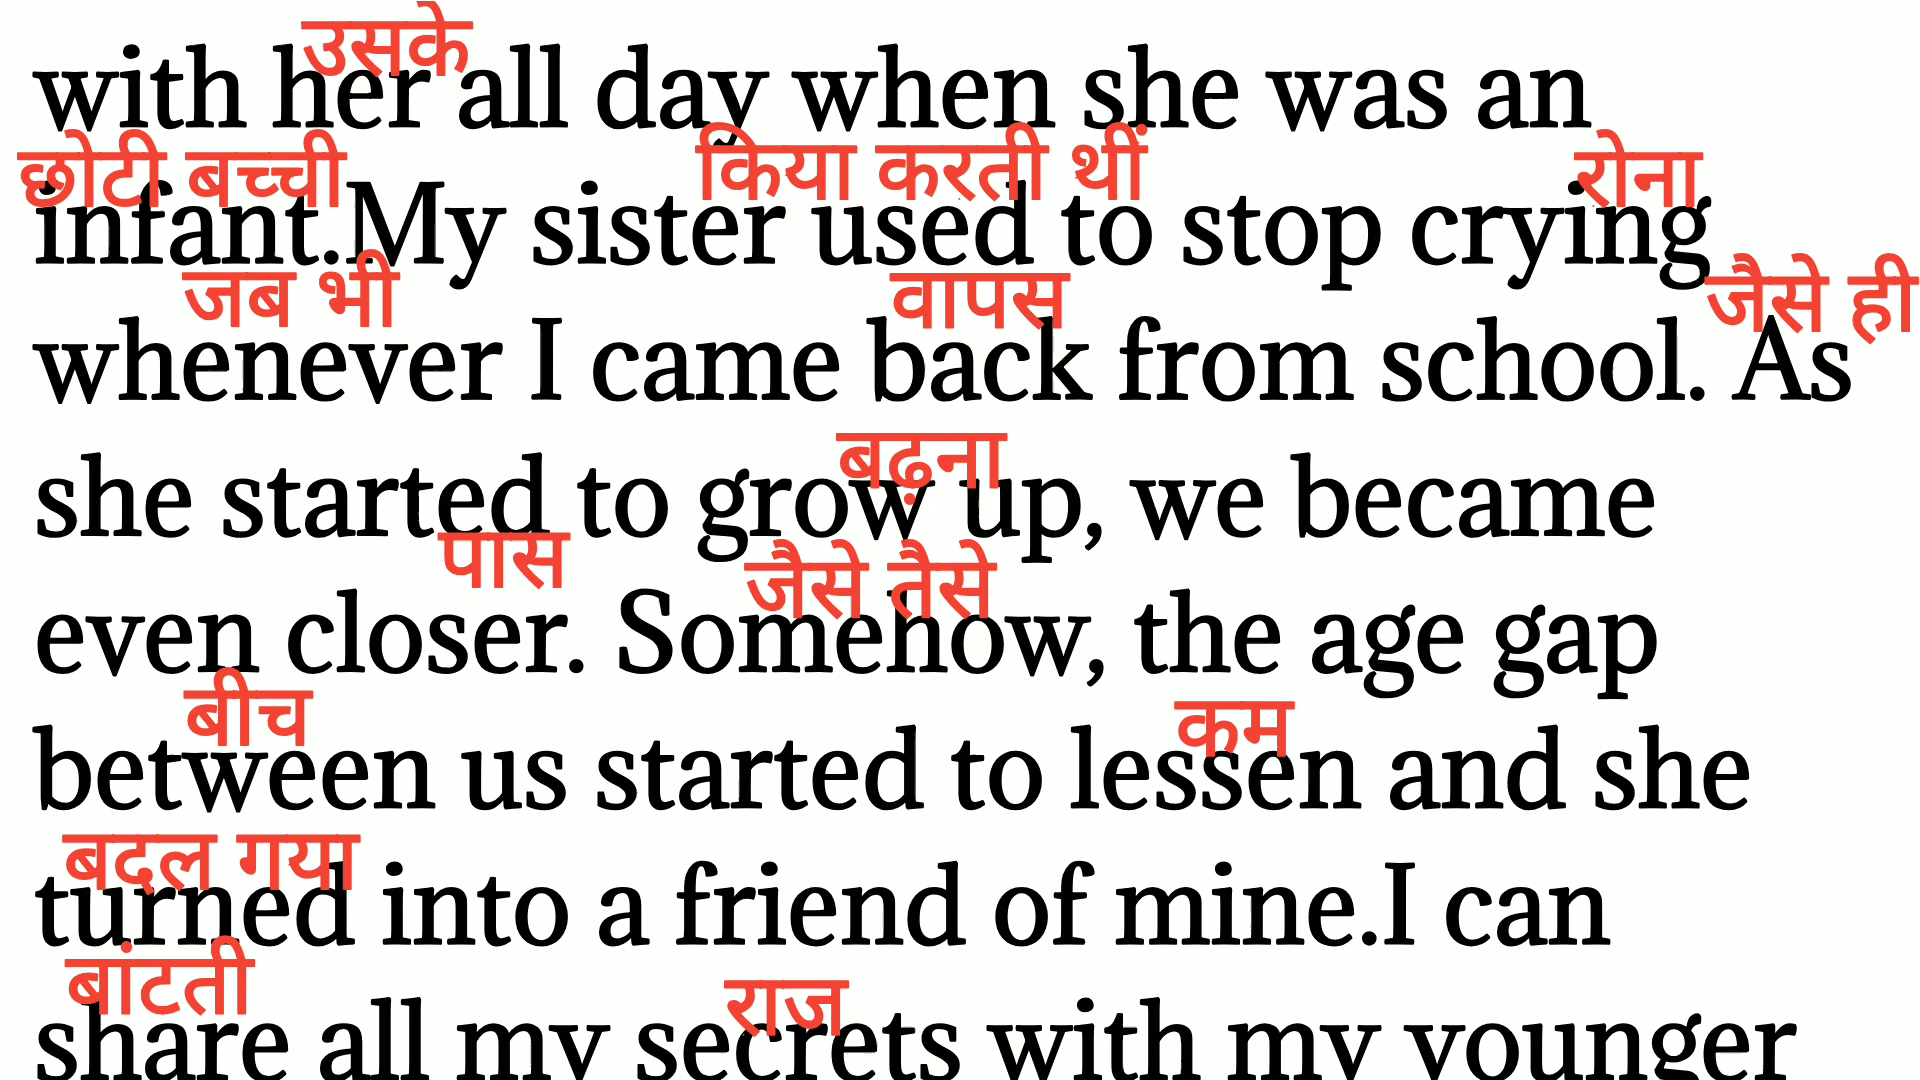 उसके
with her all day when she was an
छोटी बच्ची किया करती थीं रोना
infant.My sister used to stop crying
जब भी वापस जैसे ही
whenever I came back from school. As
बढ़ना
she started to grow up, we became
पास जैसे तैसे
even closer. Somehow, the age gap
बीच कम
between us started to lessen and she
बदल गया
turned into a friend of mine.I can
बांटती राज
share all my secrets with my younger